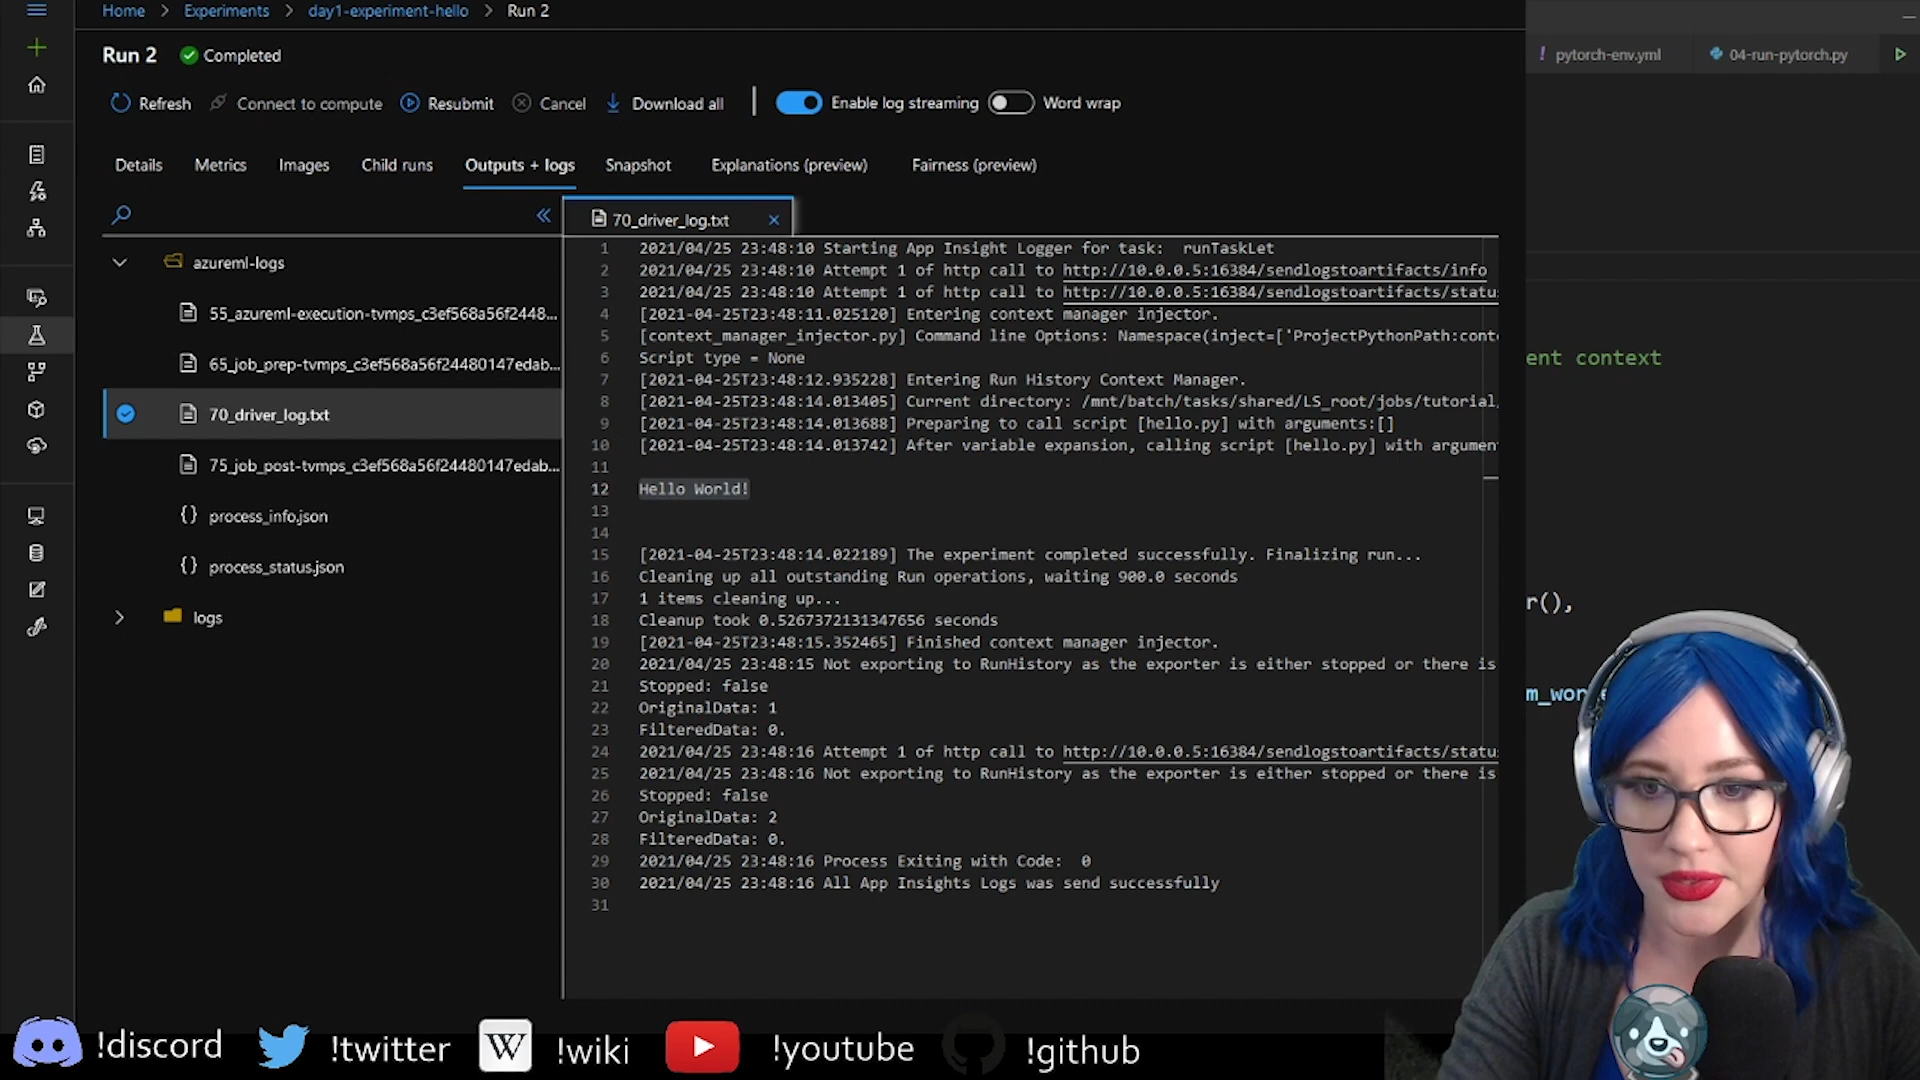 Home > Experiments > day1-experiment-hello > Run 2
Run 2 Completed
Refresh Connect to compute Resubmit Cancel Download all Enable log streaming Word wrap
Details Metrics Images Child runs Outputs + logs Snapshot Explanations (preview) Fairness (preview)
azureml-logs
55_azureml-execution-tvmps_c3ef568a56f2448...
65_job_prep-tvmps_c3ef568a56f24480147edab...
70_driver_log.txt
75_job_post-tvmps_c3ef568a56f24480147edab...
{} process_info.json
{} process_status.json
logs
70_driver_log.txt
1 2021/04/25 23:48:10 Starting App Insight Logger for task:  runTaskLet
2 2021/04/25 23:48:10 Attempt 1 of http call to http://10.0.0.5:16384/sendlogstoartifacts/info
3 2021/04/25 23:48:10 Attempt 1 of http call to http://10.0.0.5:16384/sendlogstoartifacts/statu
4 [2021-04-25T23:48:11.025120] Entering context manager injector.
5 [context_manager_injector.py] Command line Options: Namespace(inject=['ProjectPythonPath:cont
6 Script type = None
7 [2021-04-25T23:48:12.935228] Entering Run History Context Manager.
8 [2021-04-25T23:48:14.013405] Current directory: /mnt/batch/tasks/shared/LS_root/jobs/tutorial
9 [2021-04-25T23:48:14.013688] Preparing to call script [hello.py] with arguments:[]
10 [2021-04-25T23:48:14.013742] After variable expansion, calling script [hello.py] with argumen
11
12 Hello World!
13
14
15 [2021-04-25T23:48:14.022189] The experiment completed successfully. Finalizing run...
16 Cleaning up all outstanding Run operations, waiting 900.0 seconds
17 1 items cleaning up...
18 Cleanup took 0.5267372131347656 seconds
19 [2021-04-25T23:48:15.352465] Finished context manager injector.
20 2021/04/25 23:48:15 Not exporting to RunHistory as the exporter is either stopped or there is
21 Stopped: false
22 OriginalData: 1
23 FilteredData: 0.
24 2021/04/25 23:48:16 Attempt 1 of http call to http://10.0.0.5:16384/sendlogstoartifacts/statu
25 2021/04/25 23:48:16 Not exporting to RunHistory as the exporter is either stopped or there is
26 Stopped: false
27 OriginalData: 2
28 FilteredData: 0.
29 2021/04/25 23:48:16 Process Exiting with Code:  0
30 2021/04/25 23:48:16 All App Insights Logs was send successfully
31
! pytorch-env.yml 04-run-pytorch.py
ent context
r(),
m_wor
!discord !twitter W !wiki !youtube !github